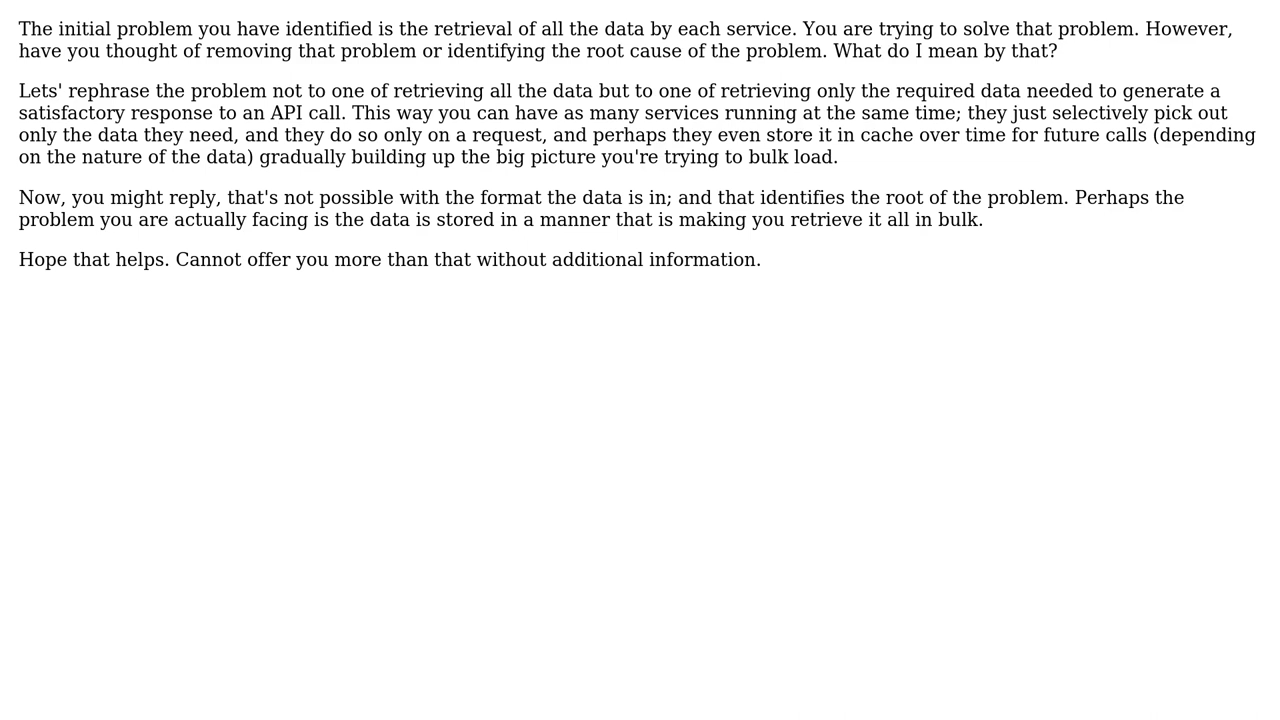 The initial problem you have identified is the retrieval of all the data by each service. You are trying to solve that problem. However,
have you thought of removing that problem or identifying the root cause of the problem. What do I mean by that?
Lets' rephrase the problem not to one of retrieving all the data but to one of retrieving only the required data needed to generate a
satisfactory response to an API call. This way you can have as many services running at the same time; they just selectively pick out
only the data they need, and they do so only on a request, and perhaps they even store it in cache over time for future calls (depending
on the nature of the data) gradually building up the big picture you're trying to bulk load.
Now, you might reply, that's not possible with the format the data is in; and that identifies the root of the problem. Perhaps the
problem you are actually facing is the data is stored in a manner that is making you retrieve it all in bulk.
Hope that helps. Cannot offer you more than that without additional information.